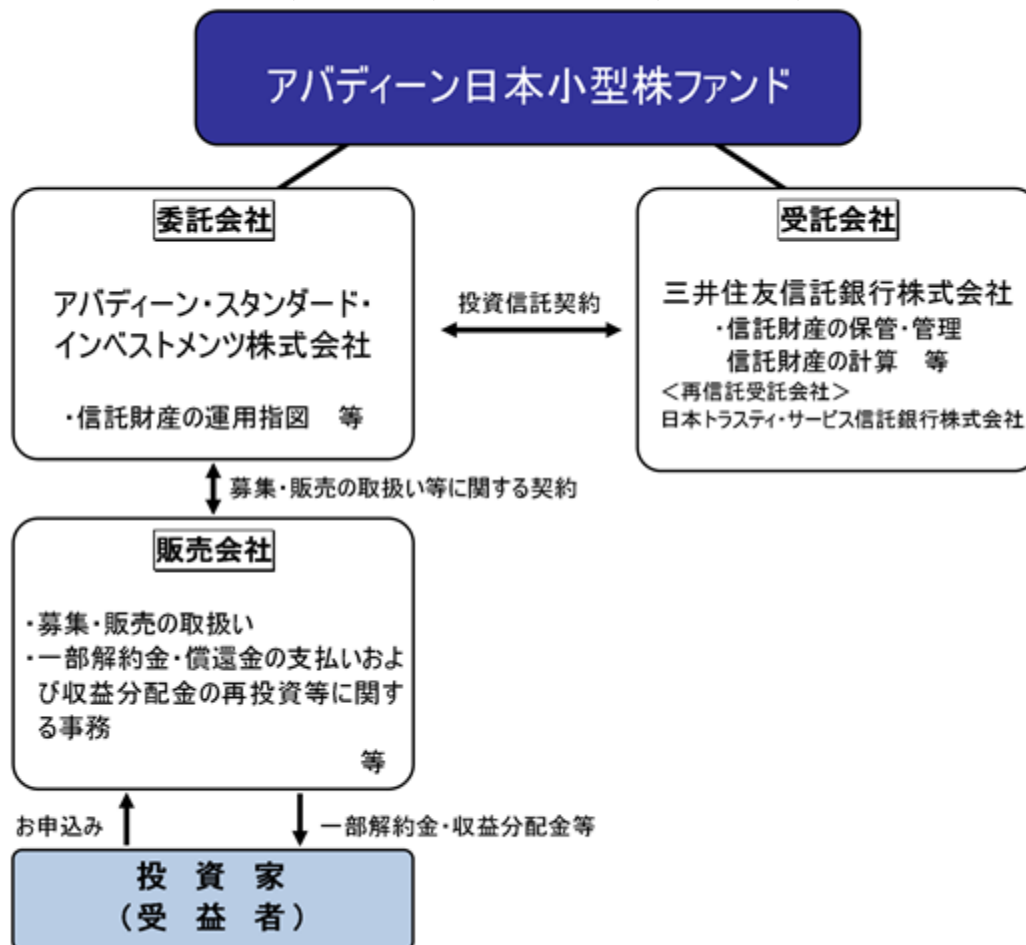 アバディーン日本小型株ファンド
委託会社
アバディーン・スタンダード・
インベストメンツ株式会社
・信託財産の運用指図 等
投資信託契約
受託会社
三井住友信託銀行株式会社
・信託財産の保管・管理
信託財産の計算 等
＜再信託受託会社＞
日本トラスティ・サービス信託銀行株式会社
募集・販売の取扱い等に関する契約
販売会社
・募集・販売の取扱い
・一部解約金・償還金の支払いおよ
び収益分配金の再投資等に関す
る事務
等
お申込み
一部解約金・収益分配金等
投 資 家
（受 益 者）